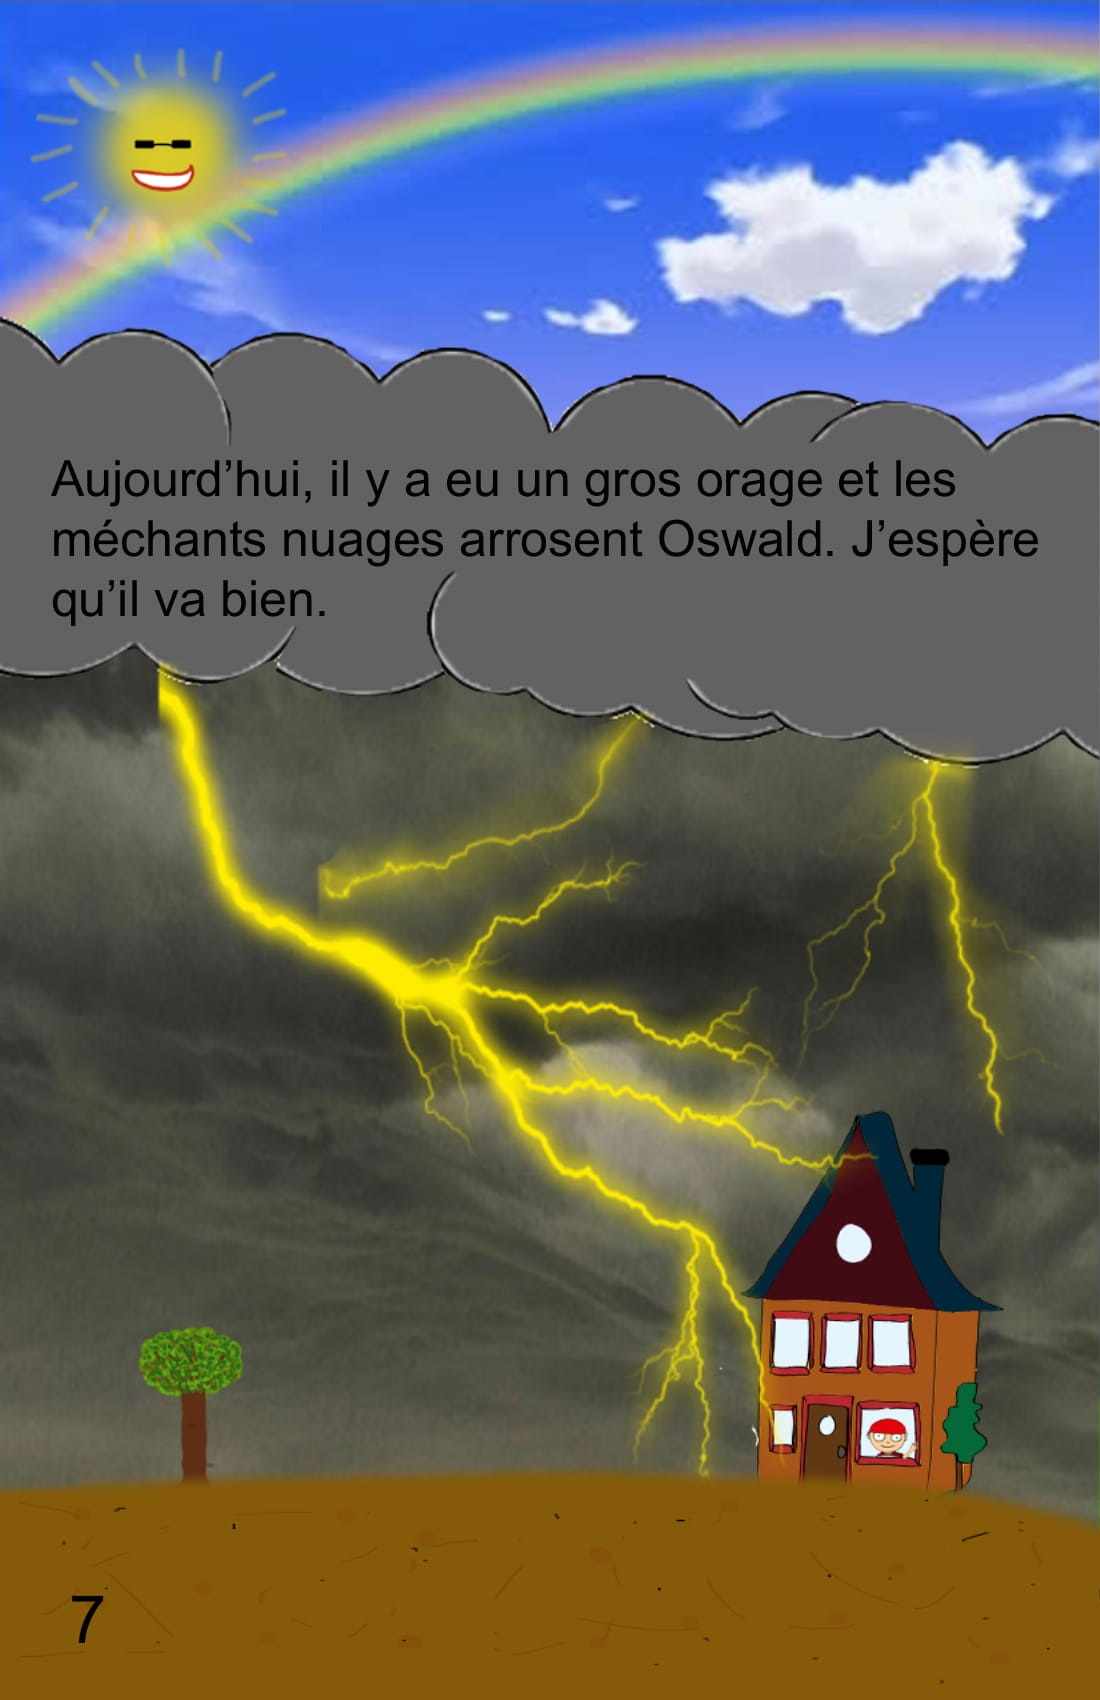 Aujourd’hui, il y a eu un gros orage et les
méchants nuages arrosent Oswald. J’espère
qu’il va bien.
7